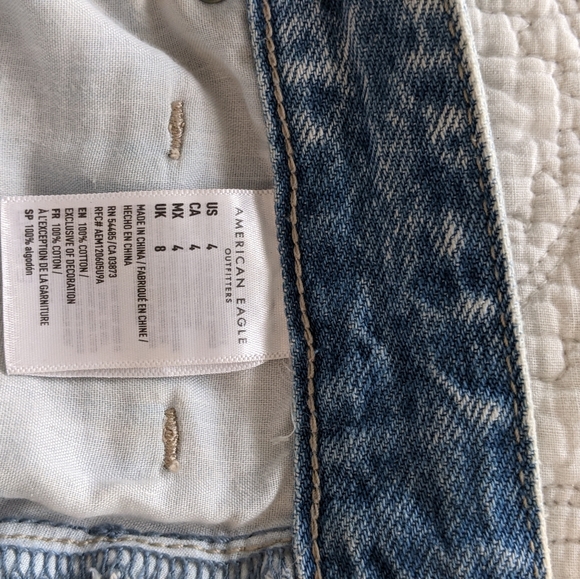 AMERICAN EAGLE
OUTFITTERS
US 4
CA 4
MX 4
UK 8
MADE IN CHINA / FABRIQUÉ EN CHINE /
HECHO EN CHINA
RN 54485/CA 03873
RFC# AEM1206050U9A
EN 100% COTTON /
EXCLUSIVE OF DECORATION
FR 100% COTON /
A L'EXCEPTION DE LA GARNITURE
SP 100% algodón